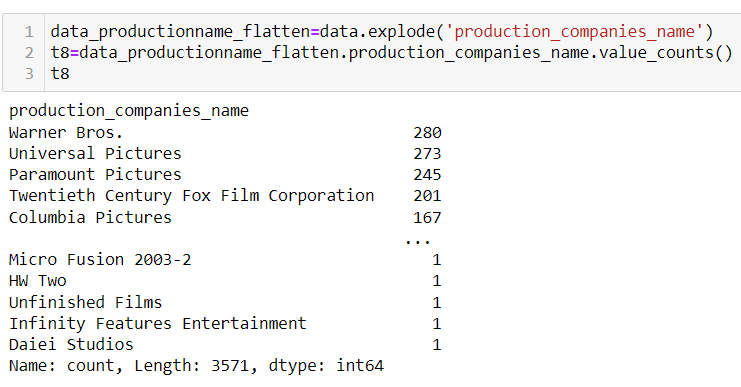 1 data_productionname_flatten=data.explode('production_companies_name')
2 t8=data_productionname_flatten.production_companies_name.value_counts()
3 t8
production_companies_name
Warner Bros. 280
Universal Pictures 273
Paramount Pictures 245
Twentieth Century Fox Film Corporation 201
Columbia Pictures 167
...
Micro Fusion 2003-2 1
HW Two 1
Unfinished Films 1
Infinity Features Entertainment 1
Daiei Studios 1
Name: count, Length: 3571, dtype: int64